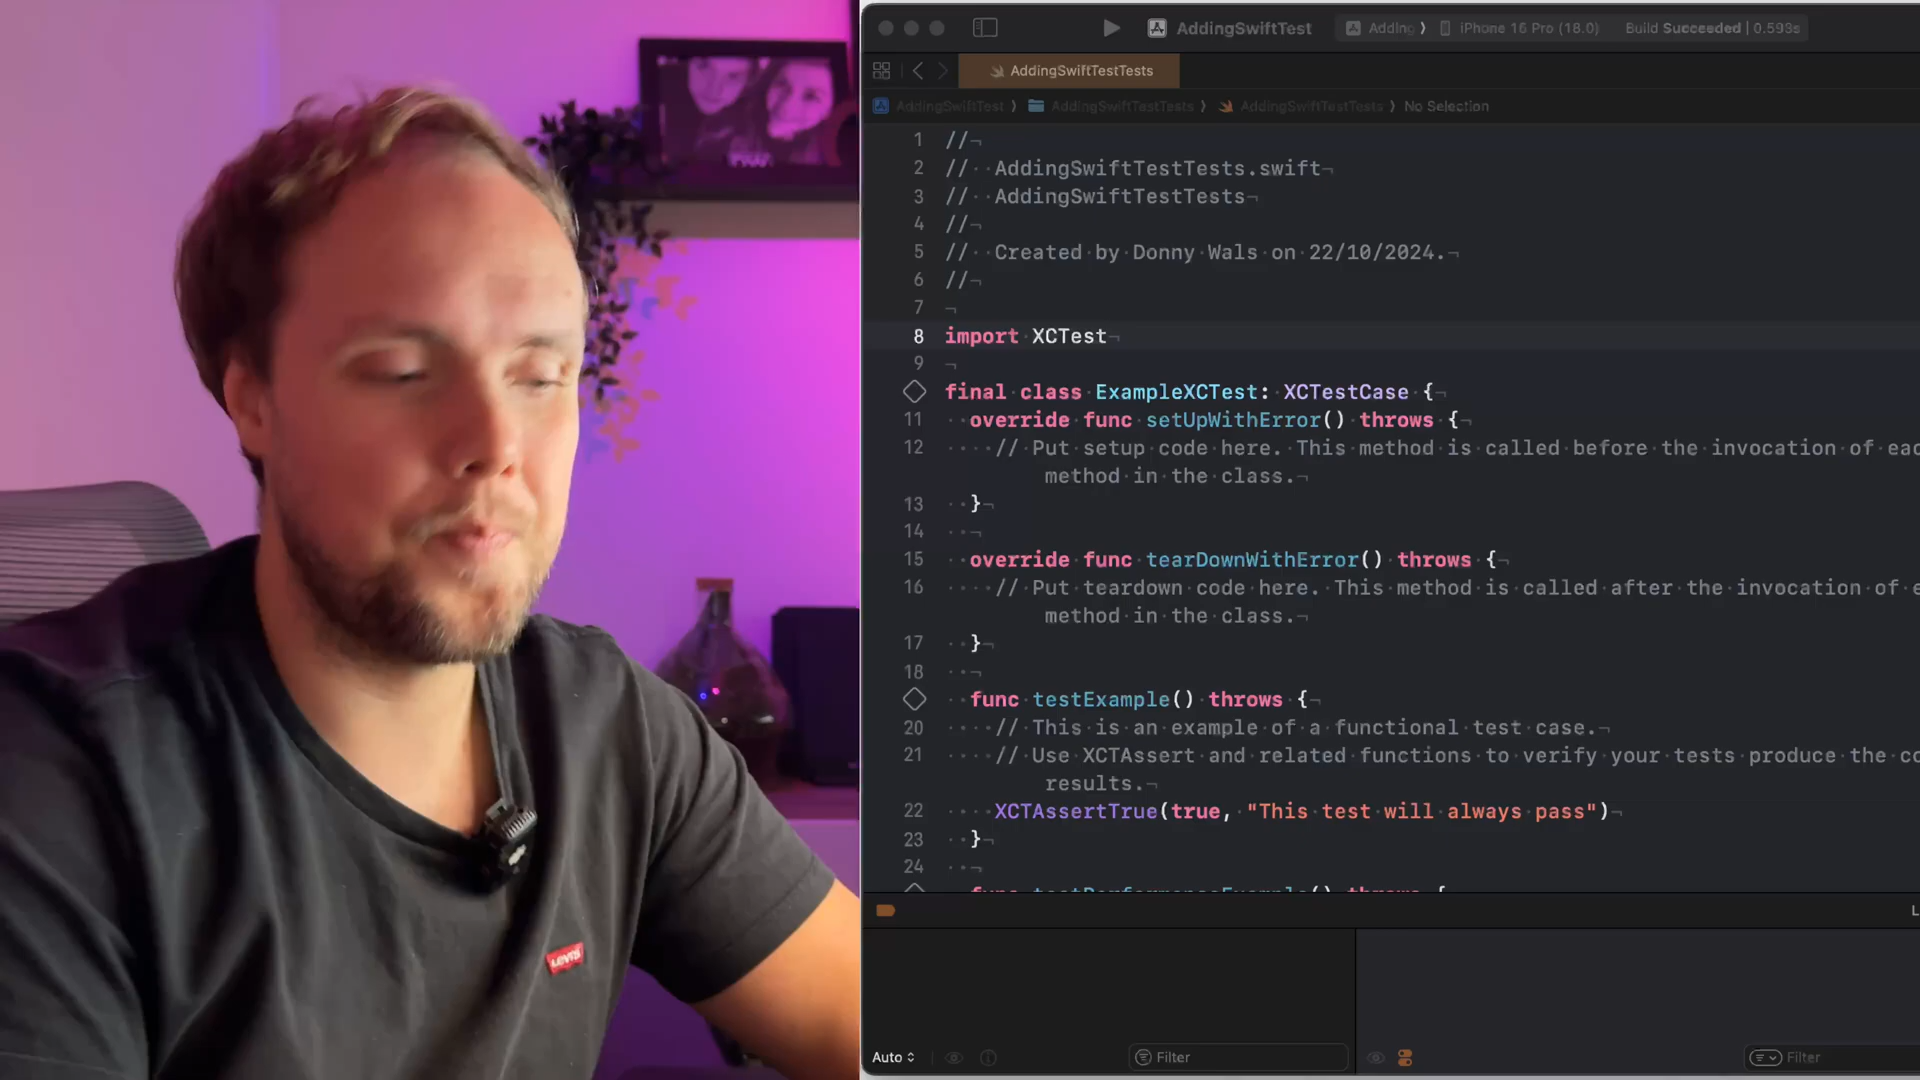 AddingSwiftTest
Adding
iPhone 16 Pro (18.0)
Build Succeeded | 0.593s
AddingSwiftTestTests
AddingSwiftTest
AddingSwiftTestTests
AddingSwiftTestTests
No Selection
1 //
2 // AddingSwiftTestTests.swift
3 // AddingSwiftTestTests
4 //
5 // Created by Donny Wals on 22/10/2024.
6 //
7
8 import XCTest
9
final class ExampleXCTest: XCTestCase {
11 override func setUpWithError() throws {
12 // Put setup code here. This method is called before the invocation of
method in the class.
13 }
14
15 override func tearDownWithError() throws {
16 // Put teardown code here. This method is called after the invocation of
method in the class.
17 }
18
func testExample() throws {
20 // This is an example of a functional test case.
21 // Use XCTAssert and related functions to verify your tests produce the
results.
22 XCTAssertTrue(true, "This test will always pass")
23 }
24
Auto
Filter
Filter
Levi's